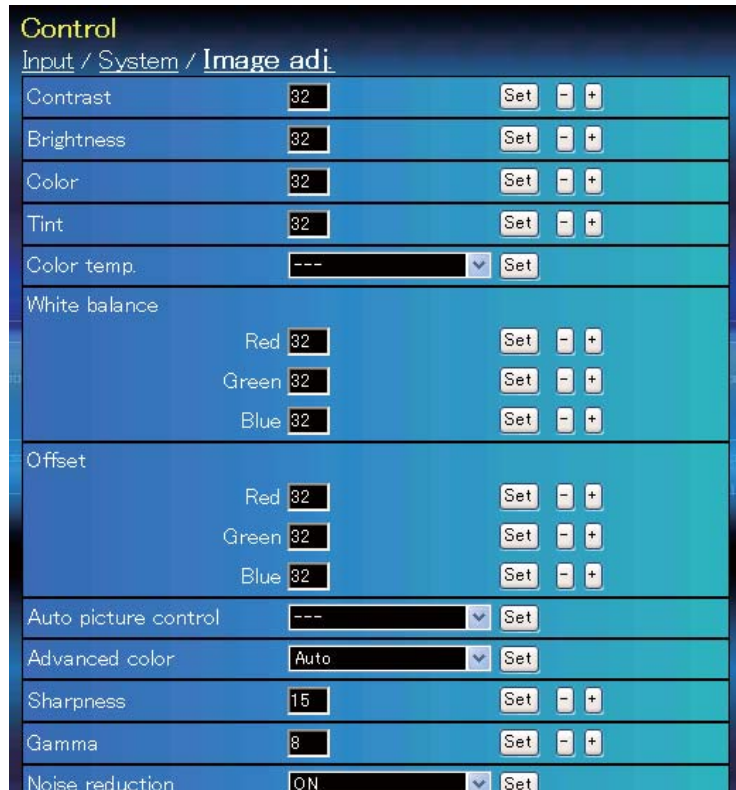 Control
Input / System / Image adj.
Contrast 32 Set - +
Brightness 32 Set - +
Color 32 Set - +
Tint 32 Set - +
Color temp. --- Set
White balance
Red 32 Set - +
Green 32 Set - +
Blue 32 Set - +
Offset
Red 32 Set - +
Green 32 Set - +
Blue 32 Set - +
Auto picture control --- Set
Advanced color Auto Set
Sharpness 15 Set - +
Gamma 8 Set - +
Noise reduction ON Set